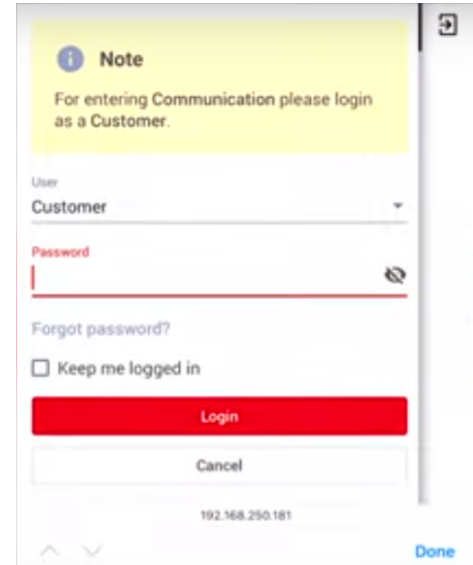 Note
For entering Communication please login
as a Customer.
User
Customer
Password
Forgot password?
Keep me logged in
Login
Cancel
192.168.250.181
Done